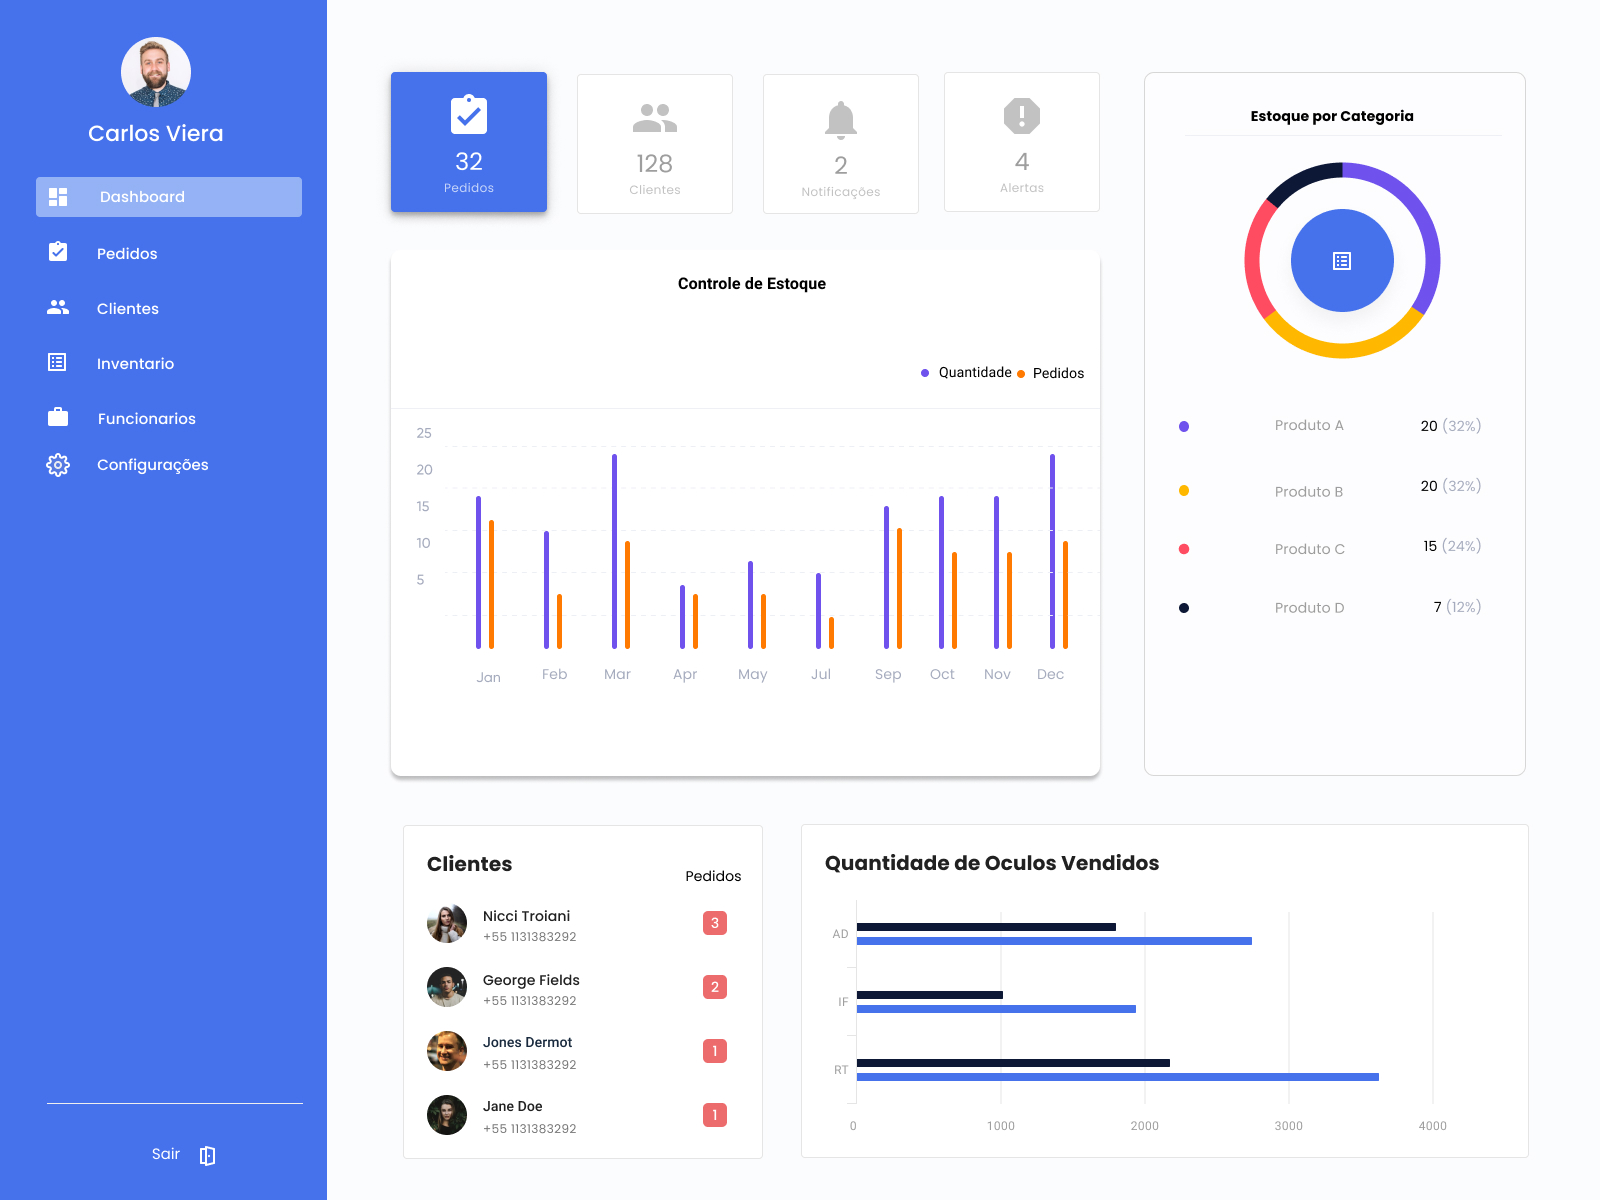 Carlos Viera
Dashboard
Pedidos
Clientes
Inventario
Funcionarios
Configurações
Sair
32
Pedidos
128
Clientes
2
Notificações
4
Alertas
Controle de Estoque
Quantidade Pedidos
25
20
15
10
5
Jan Feb Mar Apr May Jul Sep Oct Nov Dec
Estoque por Categoria
Produto A 20 (32%)
Produto B 20 (32%)
Produto C 15 (24%)
Produto D 7 (12%)
Clientes
Pedidos
Nicci Troiani
+55 1131383292
3
George Fields
+55 1131383292
2
Jones Dermot
+55 1131383292
1
Jane Doe
+55 1131383292
1
Quantidade de Oculos Vendidos
AD
IF
RT
0 1000 2000 3000 4000